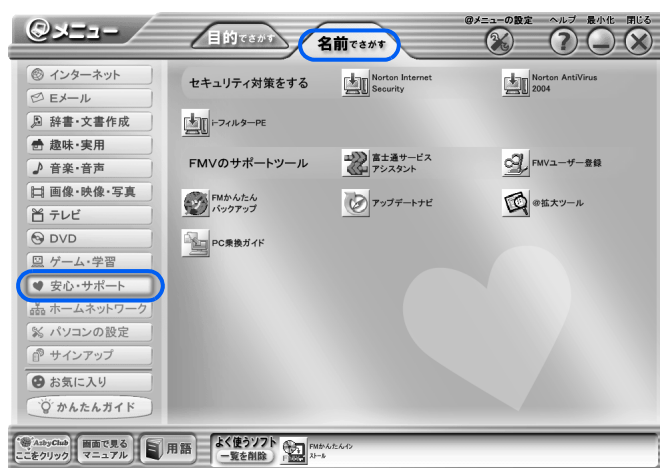 @メニュー
目的でさがす
名前でさがす
@メニューの設定
ヘルプ
最小化
閉じる
インターネット
Eメール
辞書・文書作成
趣味・実用
音楽・音声
画像・映像・写真
テレビ
DVD
ゲーム・学習
安心・サポート
ホームネットワーク
パソコンの設定
サインアップ
お気に入り
かんたんガイド
セキュリティ対策をする
Norton Internet
Security
Norton AntiVirus
2004
i-フィルターPE
FMVのサポートツール
富士通サービス
アシスタント
FMVユーザー登録
FMかんたん
バックアップ
アップデートナビ
@拡大ツール
PC乗換ガイド
AzbyClub
ここをクリック
画面で見る
マニュアル
用語
よく使うソフト
一覧を削除
FMかんたんイン
ストール